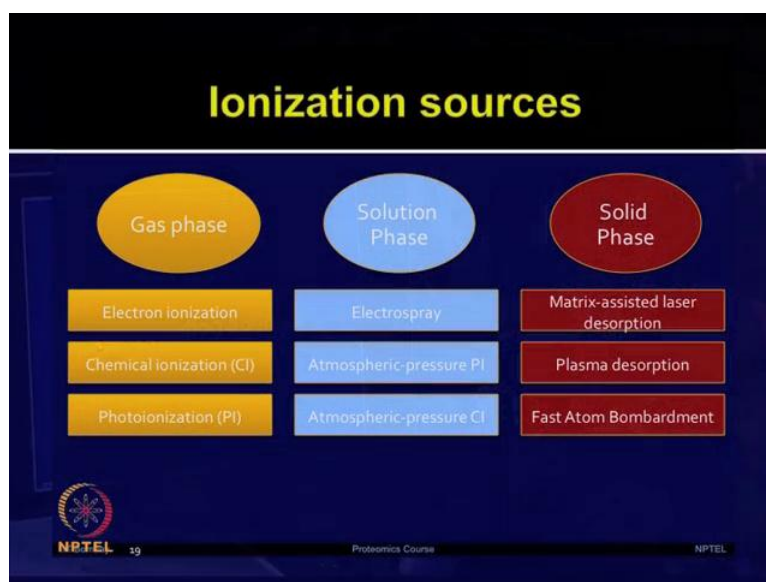 Ionization sources
Gas phase
Solution
Phase
Solid
Phase
Electron ionization
Electrospray
Matrix-assisted laser
desorption
Chemical ionization (CI)
Atmospheric-pressure PI
Plasma desorption
Photoionization (PI)
Atmospheric-pressure CI
Fast Atom Bombardment
NPTEL
19
Proteomics Course
NPTEL